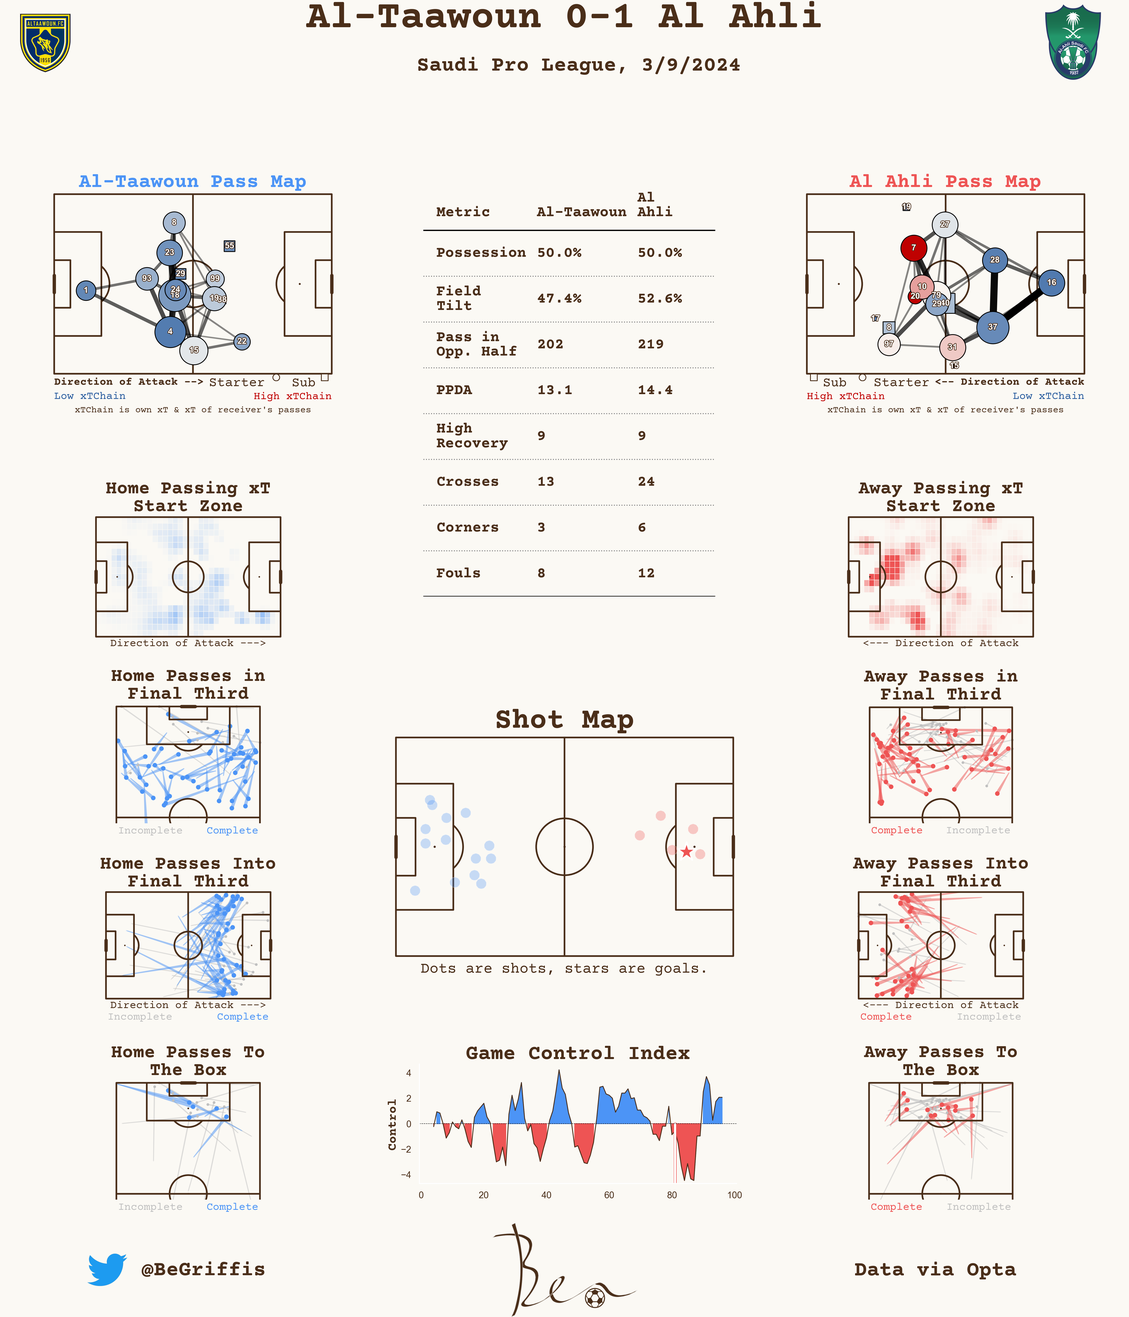 Al-Taawoun 0-1 Al Ahli
Saudi Pro League, 3/9/2024
ALTAAWOUN FC
1956
Al-Taawoun Pass Map
8
23
55
93
29
99
1
24
18
4
15
22
Direction of Attack --> Starter Sub
Low xTChain High xTChain
xTChain is own xT & xT of receiver's passes
Metric Al-Taawoun Al Ahli
Possession 50.0% 50.0%
Field Tilt 47.4% 52.6%
Pass in Opp. Half 202 219
PPDA 13.1 14.4
High Recovery 9 9
Crosses 13 24
Corners 3 6
Fouls 8 12
Al Ahli Pass Map
19
27
7
28
16
10
20
29
17
8
37
97
31
15
Sub Starter <-- Direction of Attack
High xTChain Low xTChain
xTChain is own xT & xT of receiver's passes
Home Passing xT
Start Zone
Direction of Attack --->
Away Passing xT
Start Zone
<--- Direction of Attack
Home Passes in
Final Third
Incomplete Complete
Away Passes in
Final Third
Complete Incomplete
Shot Map
Dots are shots, stars are goals.
Home Passes Into
Final Third
Direction of Attack --->
Incomplete Complete
Away Passes Into
Final Third
<--- Direction of Attack
Complete Incomplete
Home Passes To
The Box
Incomplete Complete
Game Control Index
Control
4
2
0
−2
−4
0 20 40 60 80 100
Away Passes To
The Box
Complete Incomplete
@BeGriffis
Ben
Data via Opta